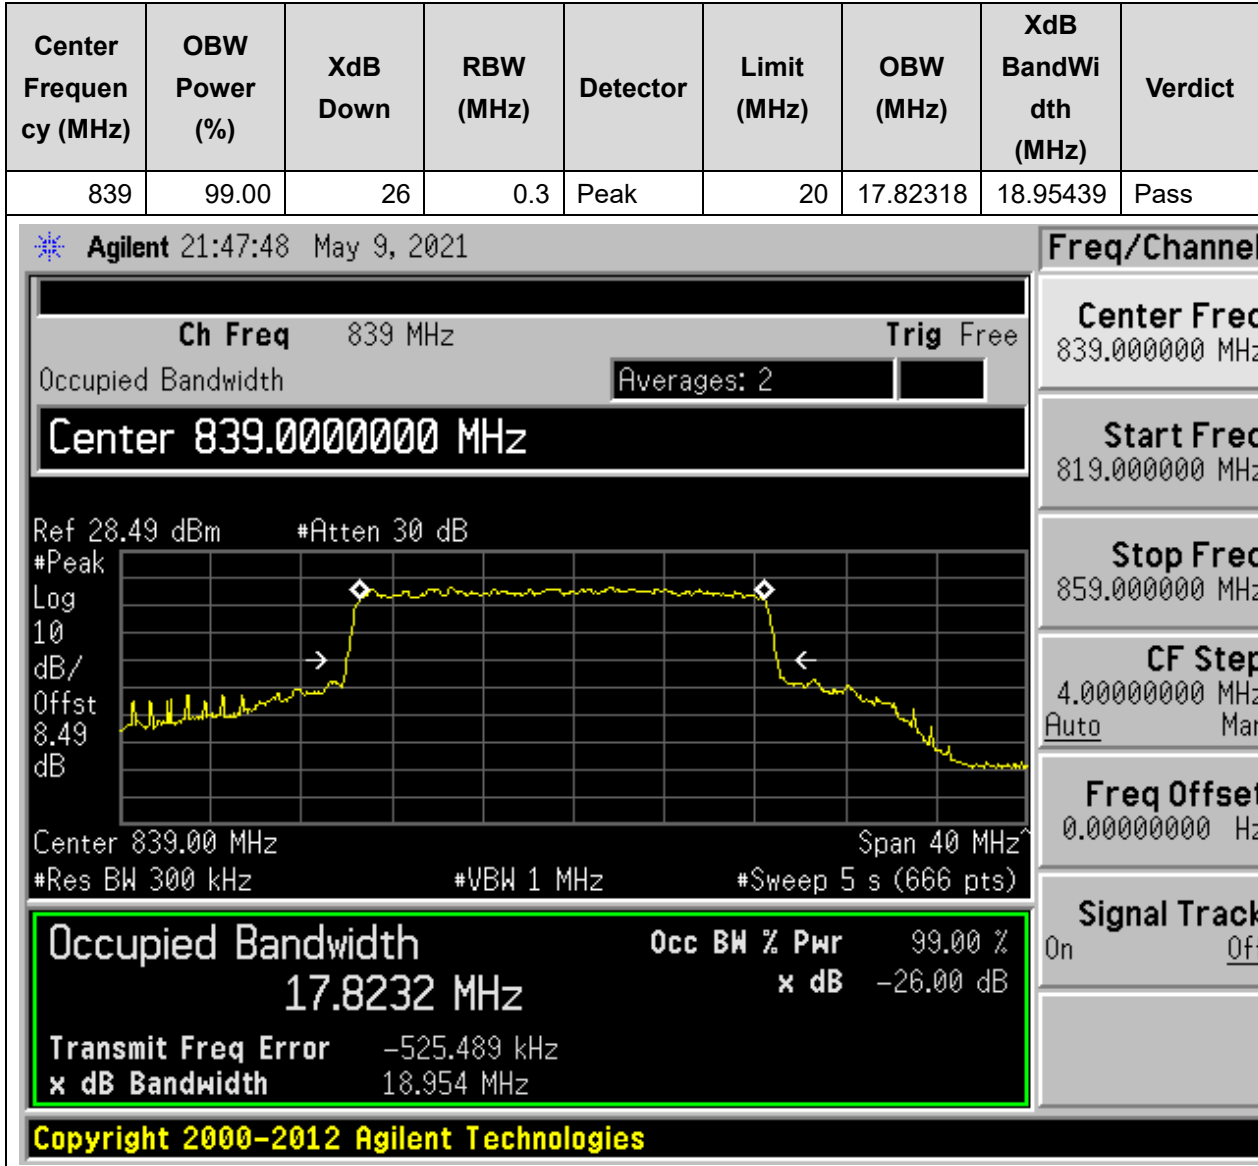 Center Frequency (MHz) OBW Power (%) XdB Down RBW (MHz) Detector Limit (MHz) OBW (MHz) XdB BandWidth (MHz) Verdict
839 99.00 26 0.3 Peak 20 17.82318 18.95439 Pass
Agilent 21:47:48 May 9, 2021
Freq/Channel
Ch Freq 839 MHz Trig Free
Occupied Bandwidth Averages: 2
Center 839.0000000 MHz
Ref 28.49 dBm #Atten 30 dB
#Peak
Log
10
dB/
Offst
8.49
dB
Center 839.00 MHz Span 40 MHz^
#Res BW 300 kHz #VBW 1 MHz #Sweep 5 s (666 pts)
Occupied Bandwidth Occ BW % Pwr 99.00 %
17.8232 MHz x dB -26.00 dB
Transmit Freq Error -525.489 kHz
x dB Bandwidth 18.954 MHz
Center Freq
839.000000 MHz
Start Freq
819.000000 MHz
Stop Freq
859.000000 MHz
CF Step
4.00000000 MHz
Auto Man
Freq Offset
0.00000000 Hz
Signal Track
On Off
Copyright 2000-2012 Agilent Technologies